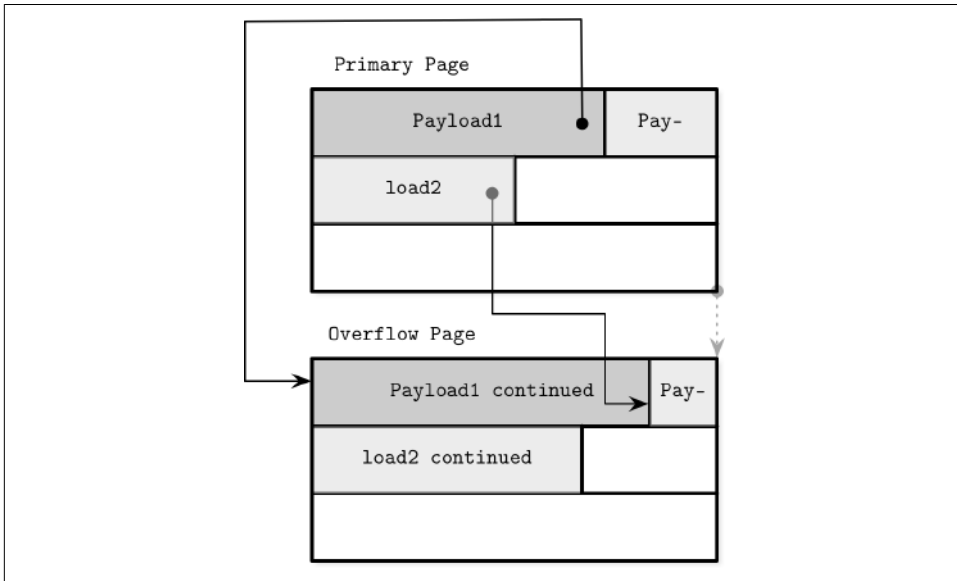 Primary Page
Payload1 Pay-
load2
Overflow Page
Payload1 continued Pay-
load2 continued